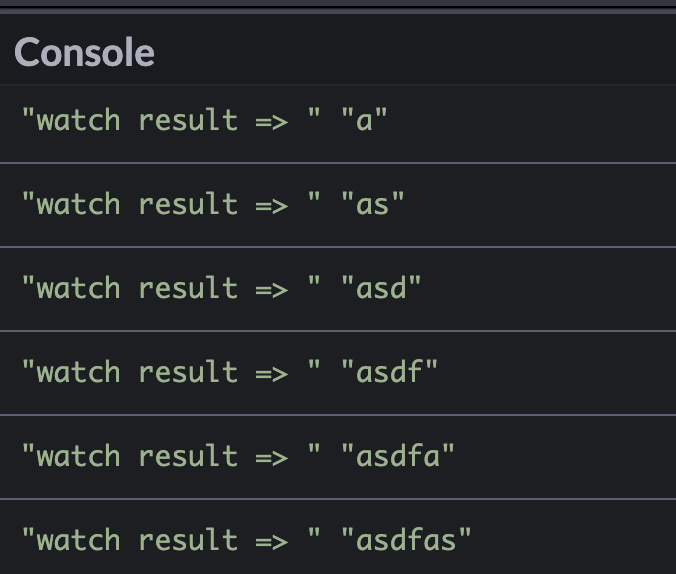 Console
"watch result => " "a"
"watch result => " "as"
"watch result => " "asd"
"watch result => " "asdf"
"watch result => " "asdfa"
"watch result => " "asdfas"